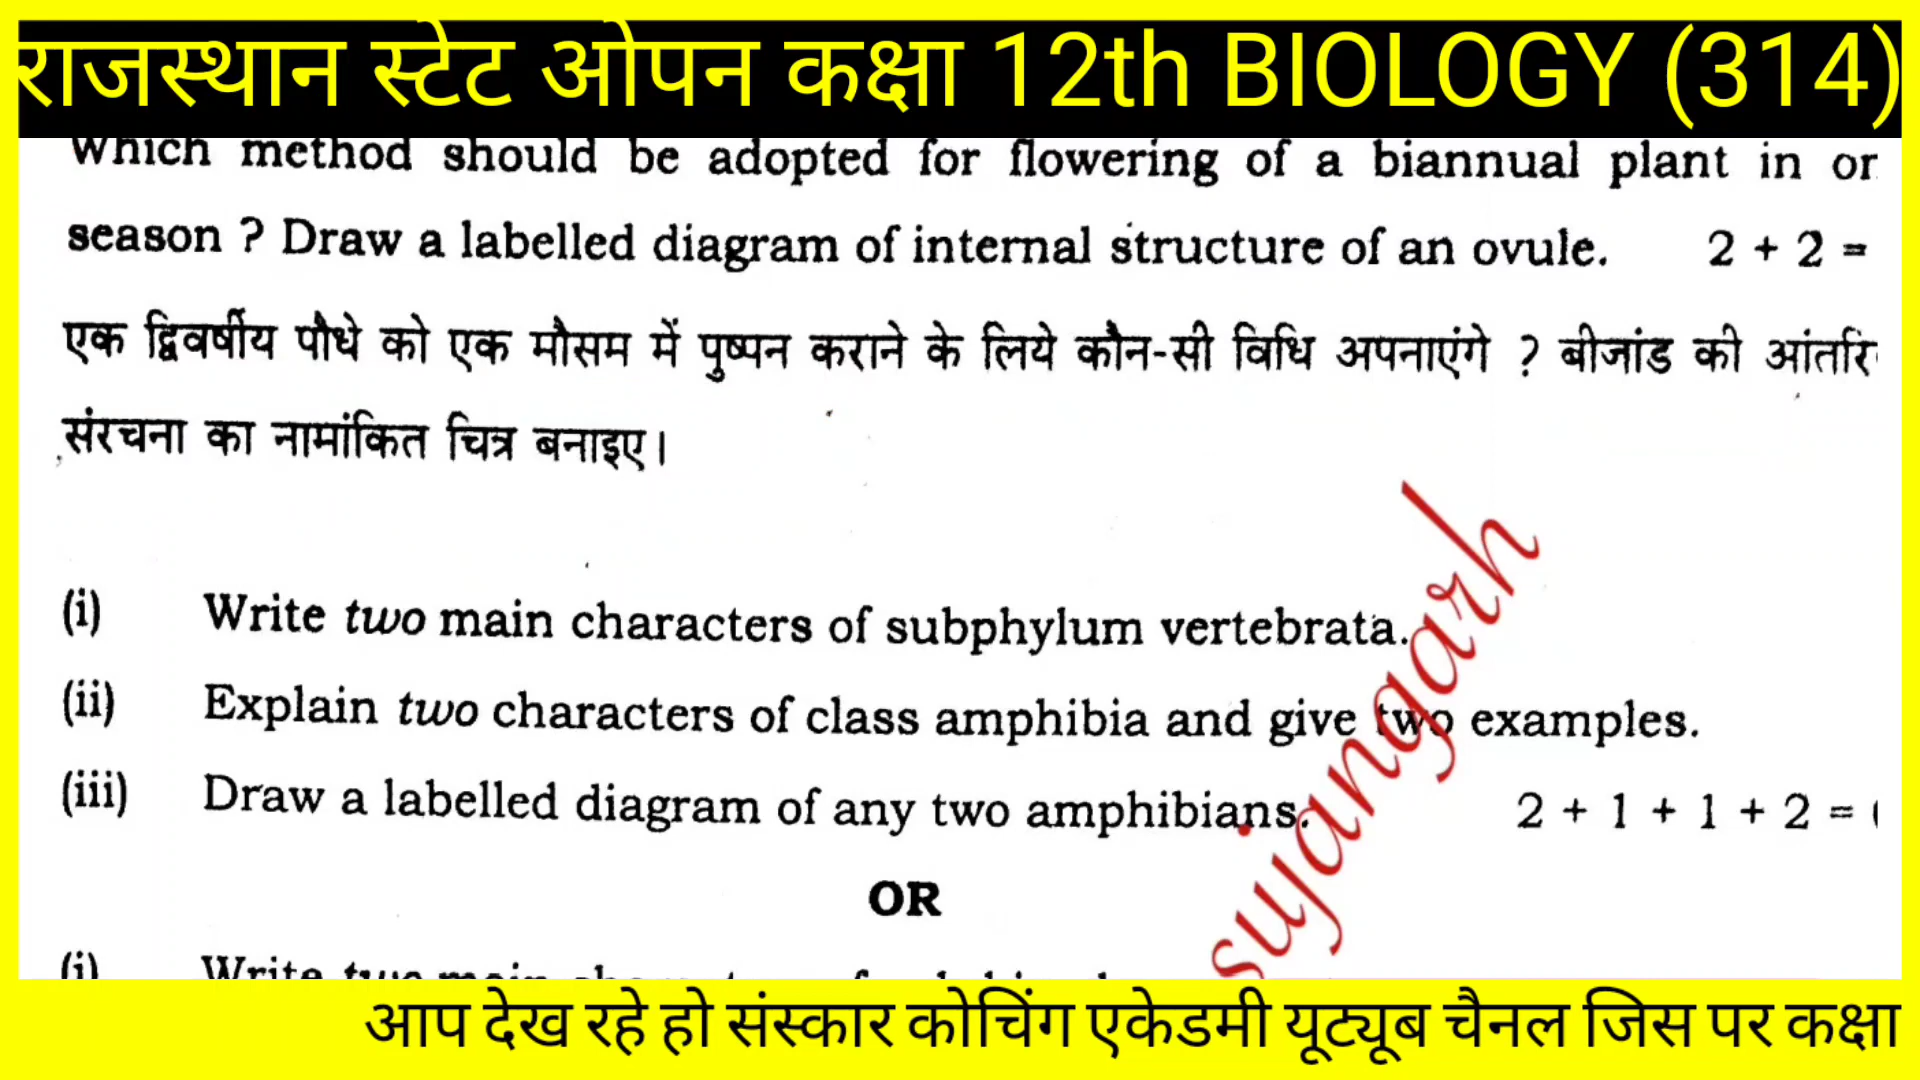 राजस्थान स्टेट ओपन कक्षा 12th BIOLOGY (314)
Which method should be adopted for flowering of a biannual plant in or
season ? Draw a labelled diagram of internal structure of an ovule. 2 + 2 =
एक द्विवर्षीय पौधे को एक मौसम में पुष्पन कराने के लिये कौन-सी विधि अपनाएंगे ? बीजांड की आंतरि
संरचना का नामांकित चित्र बनाइए।
(i) Write two main characters of subphylum vertebrata.
(ii) Explain two characters of class amphibia and give two examples.
(iii) Draw a labelled diagram of any two amphibians. 2 + 1 + 1 + 2 =
sujangarh
OR
(i) Write two main
आप देख रहे हो संस्कार कोचिंग एकेडमी यूट्यूब चैनल जिस पर कक्षा